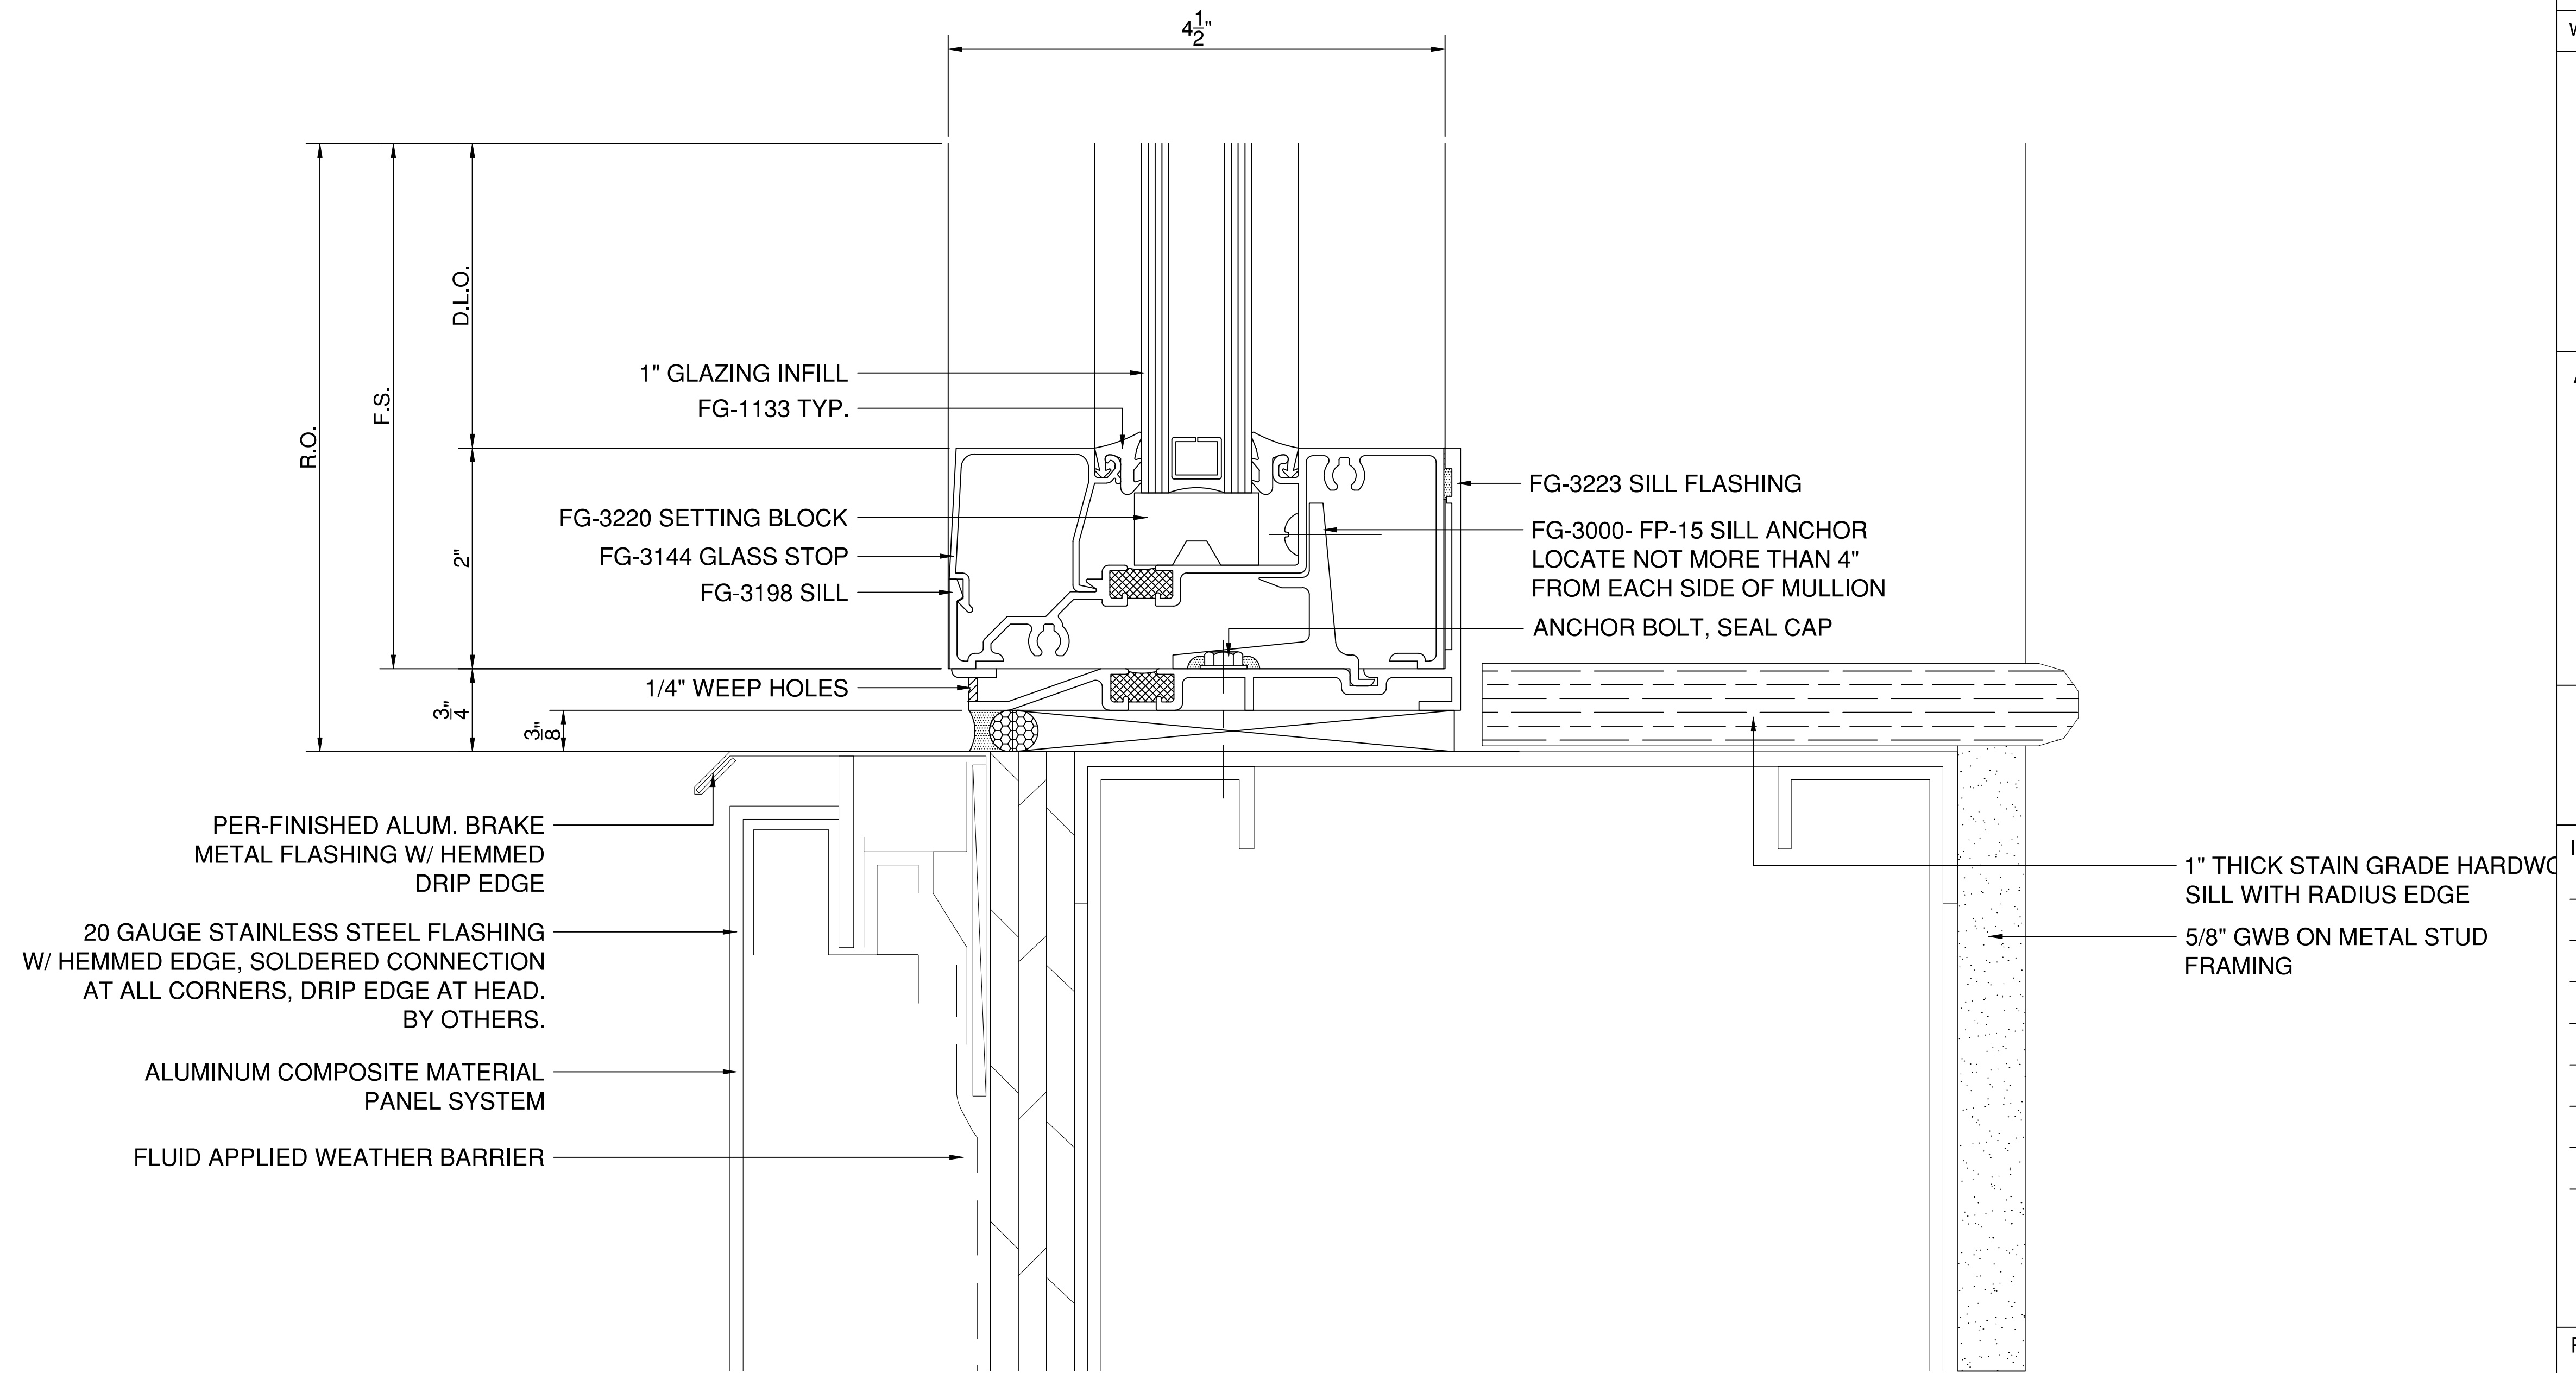 4 1/2"
D.L.O.
F.S.
R.O.
1" GLAZING INFILL
FG-1133 TYP.
FG-3220 SETTING BLOCK
FG-3144 GLASS STOP
FG-3198 SILL
2"
1/4" WEEP HOLES
3/4"
3/8"
FG-3223 SILL FLASHING
FG-3000- FP-15 SILL ANCHOR
LOCATE NOT MORE THAN 4"
FROM EACH SIDE OF MULLION
ANCHOR BOLT, SEAL CAP
PER-FINISHED ALUM. BRAKE
METAL FLASHING W/ HEMMED
DRIP EDGE
20 GAUGE STAINLESS STEEL FLASHING
W/ HEMMED EDGE, SOLDERED CONNECTION
AT ALL CORNERS, DRIP EDGE AT HEAD.
BY OTHERS.
ALUMINUM COMPOSITE MATERIAL
PANEL SYSTEM
FLUID APPLIED WEATHER BARRIER
1" THICK STAIN GRADE
SILL WITH RADIUS EDGE
5/8" GWB ON METAL STUD
FRAMING